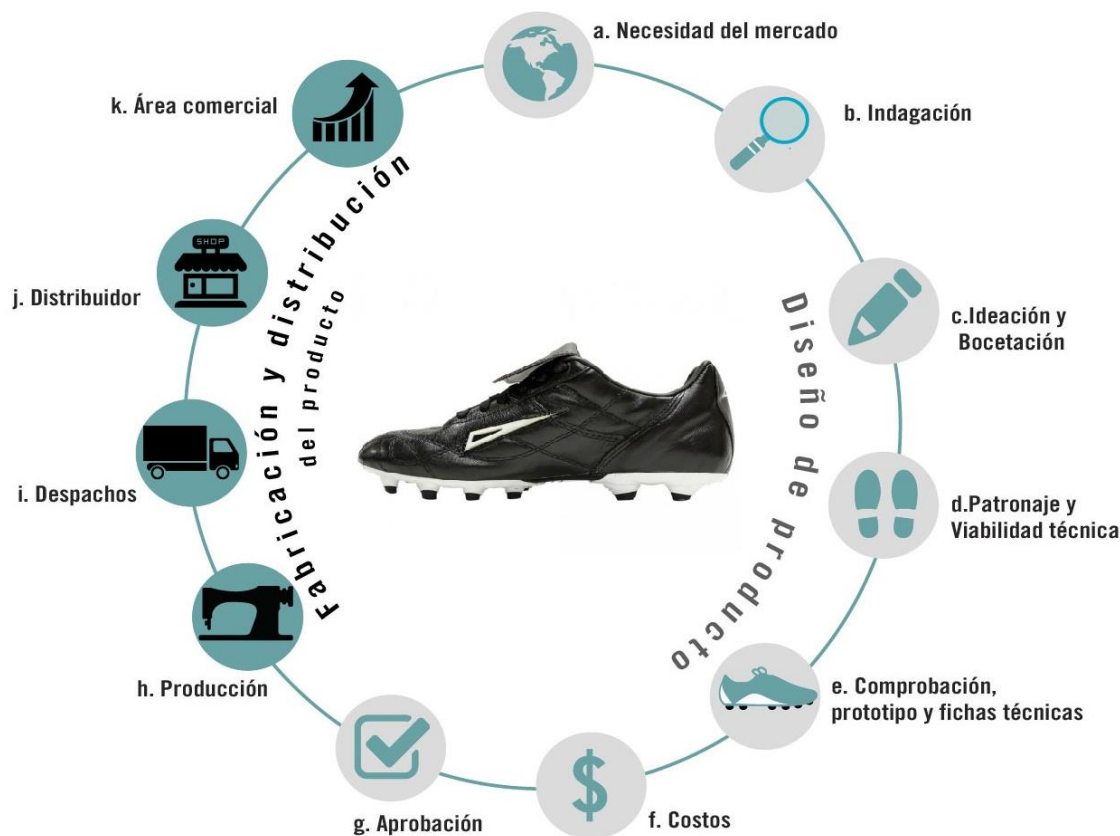 a. Necesidad del mercado
b. Indagación
c.Ideación y
Bocetación
d.Patronaje y
Viabilidad técnica
e. Comprobación,
prototipo y fichas técnicas
f. Costos
g. Aprobación
h. Producción
i. Despachos
j. Distribuidor
k. Área comercial
SHOP
Fabricación y distribución
del producto
Diseño de producto
$